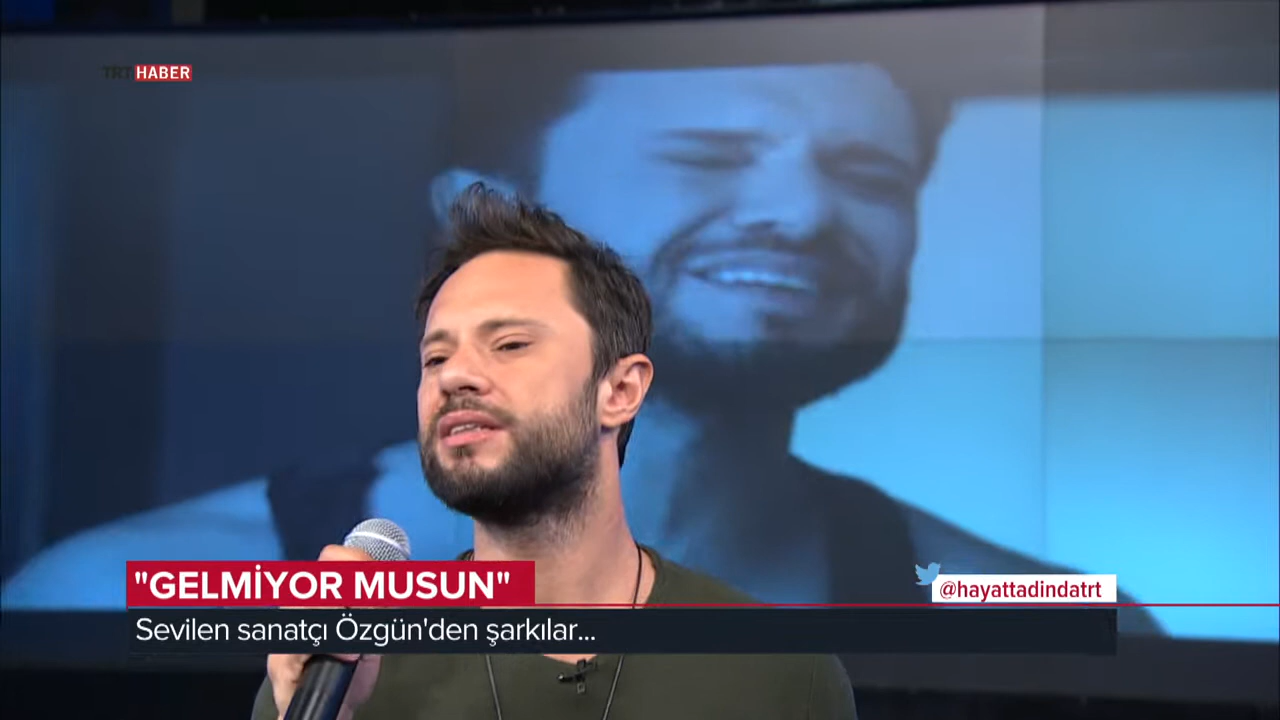 TRT HABER
"GELMİYOR MUSUN"
@hayattadindatrt
Sevilen sanatçı Özgün'den şarkılar...